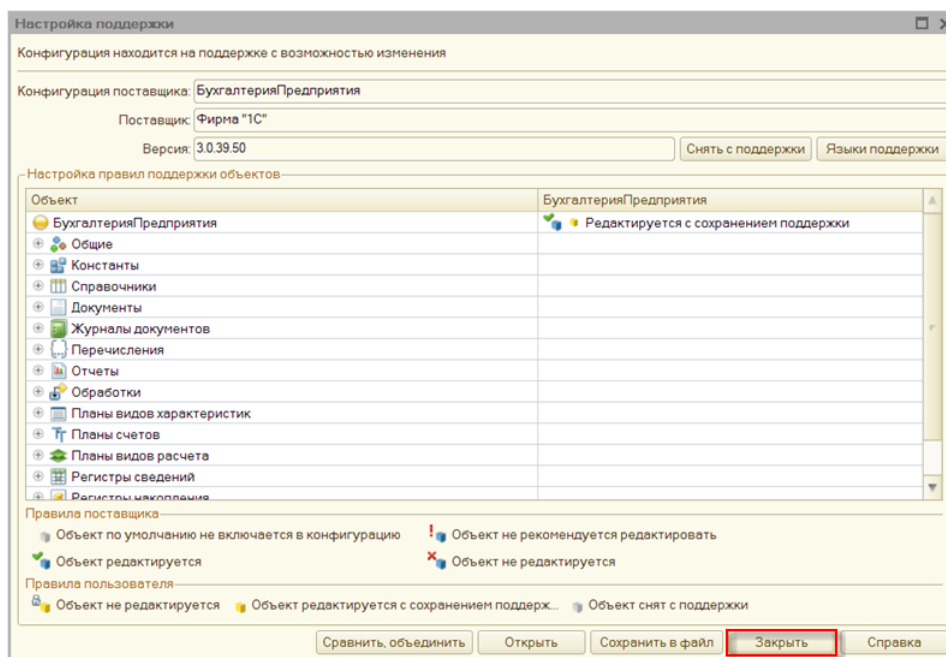 Настройка поддержки
Конфигурация находится на поддержке с возможностью изменения
Конфигурация поставщика: БухгалтерияПредприятия
Поставщик: Фирма "1С"
Версия: 3.0.39.50 Снять с поддержки Языки поддержки
Настройка правил поддержки объектов
Объект БухгалтерияПредприятия
БухгалтерияПредприятия Редактируется с сохранением поддержки
Общие
Константы
Справочники
Документы
Журналы документов
Перечисления
Отчеты
Обработки
Планы видов характеристик
Планы счетов
Планы видов расчета
Регистры сведений
Регистры накопления
Правила поставщика
Объект по умолчанию не включается в конфигурацию Объект не рекомендуется редактировать
Объект редактируется Объект не редактируется
Правила пользователя
Объект не редактируется Объект редактируется с сохранением поддерж... Объект снят с поддержки
Сравнить, объединить Открыть Сохранить в файл Закрыть Справка